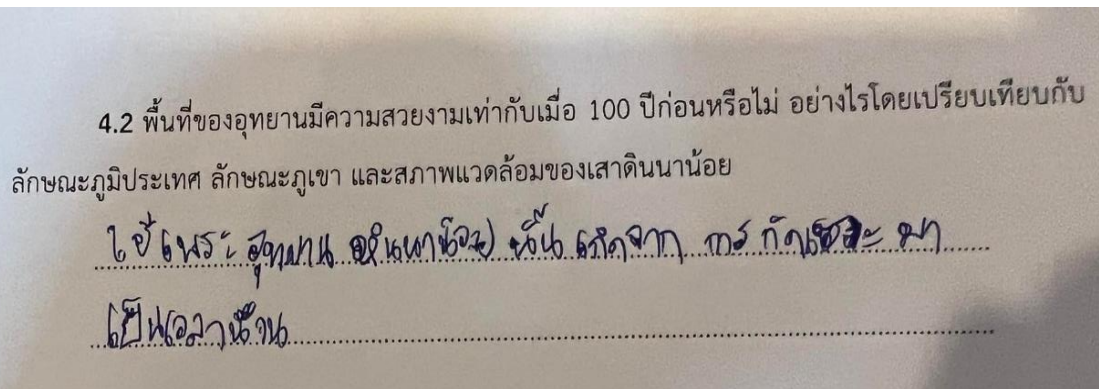 4.2 พื้นที่ของอุทยานมีความสวยงามเท่ากับเมื่อ 100 ปีก่อนหรือไม่ อย่างไรโดยเปรียบเทียบกับ
ลักษณะภูมิประเทศ ลักษณะภูเขา และสภาพแวดล้อมของเสาดินนาน้อย
เพราะ อุทยาน นั้น เกิดจาก การ กัดเซาะ มา
เป็นเวลานาน